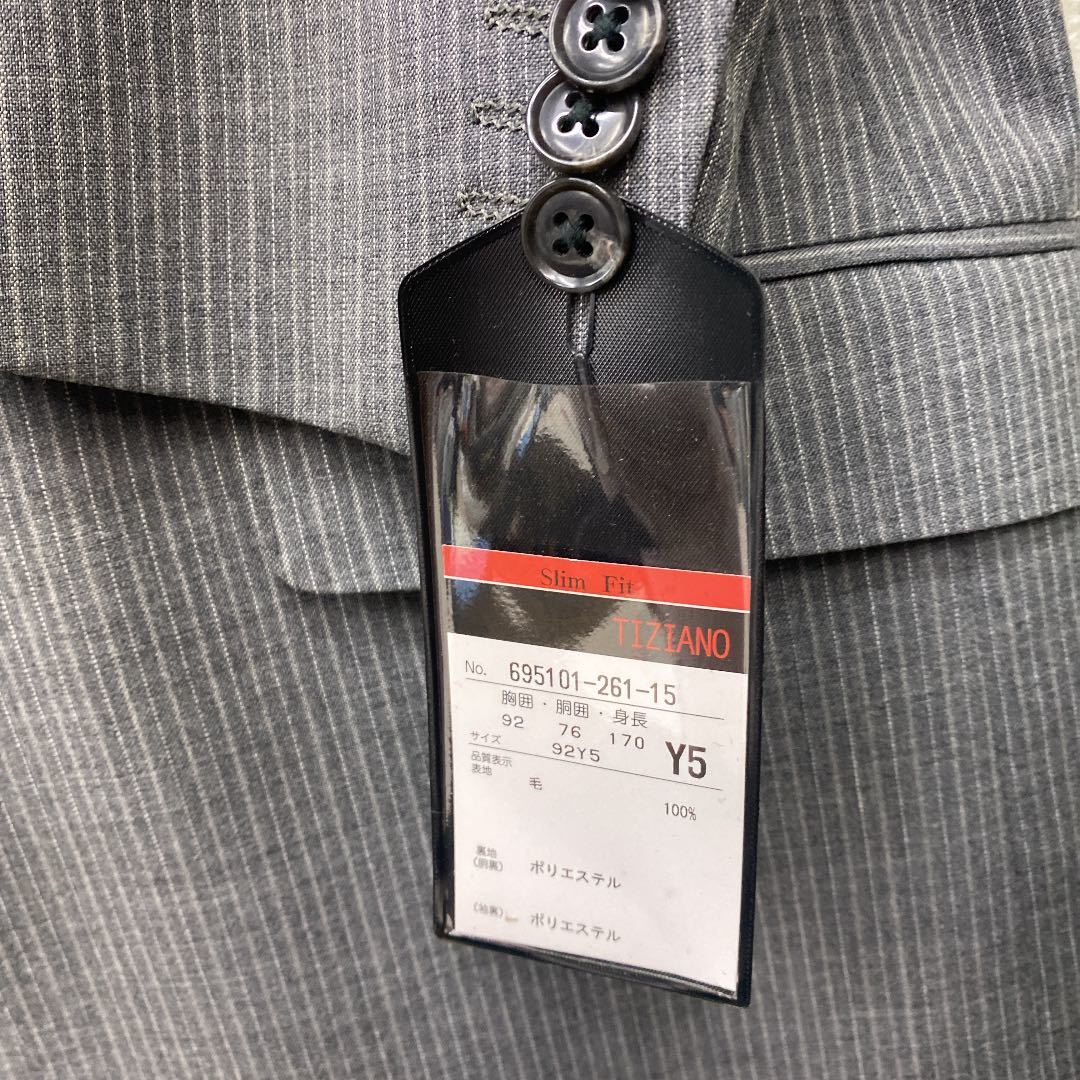 Slim Fit
TIZIANO
No. 695101-261-15
胸囲・胴囲・身長
92 76 170
サイズ 92Y5 Y5
品質表示
表地 毛 100%
裏地
(胴裏) ポリエステル
(袖裏) ポリエステル